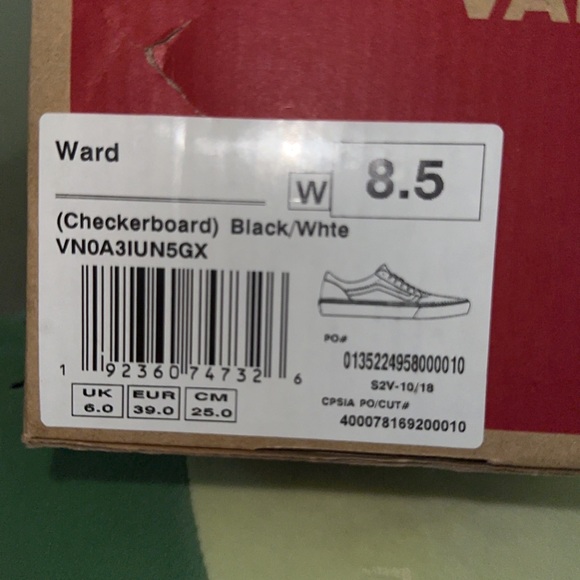 VA
Ward
W 8.5
(Checkerboard) Black/Whte
VN0A3IUN5GX
1 92360 74732 6
PO#
0135224958000010
S2V-10/18
CPSIA PO/CUT#
400078169200010
UK EUR CM
6.0 39.0 25.0